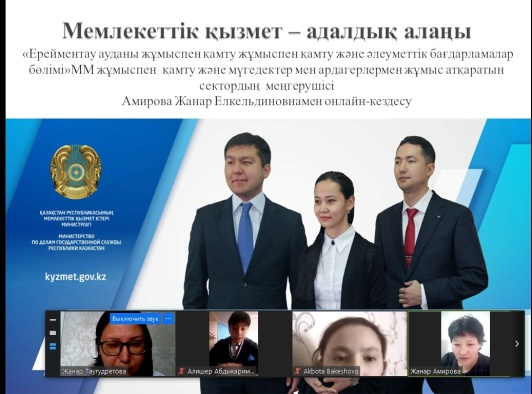 Мемлекеттік қызмет – адалдық алаңы
«Ерейментау ауданы жұмыспен қамту жұмыспен қамту және әлеуметтік бағдарламалар
бөлімі»ММ жұмыспен қамту және мүгедектер мен ардагерлермен жұмыс атқаратын
сектордың меңгерушісі
Амирова Жанар Елкельдиновнамен онлайн-кездесу
ҚАЗАҚСТАН РЕСПУБЛИКАСЫНЫҢ
МЕМЛЕКЕТТІК ҚЫЗМЕТ ІСТЕРІ
МИНИСТРЛІГІ
МИНИСТЕРСТВО
ПО ДЕЛАМ ГОСУДАРСТВЕННОЙ СЛУЖБЫ
РЕСПУБЛИКИ КАЗАХСТАН
kyzmet.gov.kz
Выключить звук
Жанар Таутудретова
Алишер Абдыкарим...
Akbota Bakeshova
Жанар Амирова